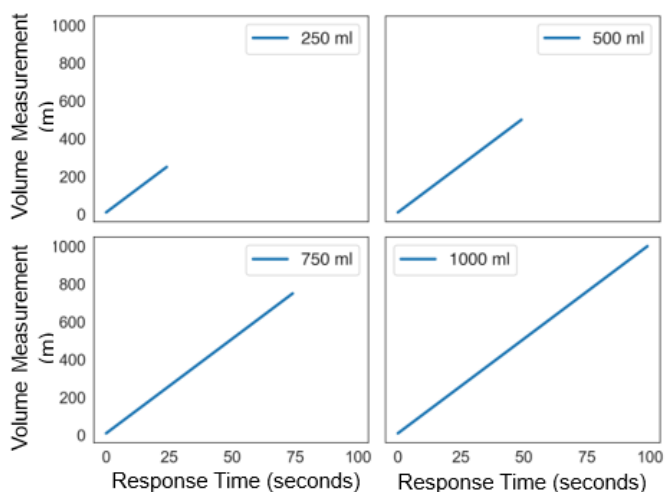 1000
800
600
400
200
0
Volume Measurement
(m)
250 ml
500 ml
1000
800
600
400
200
0
Volume Measurement
(m)
750 ml
1000 ml
0 25 50 75 100
0 25 50 75 100
Response Time (seconds)
Response Time (seconds)